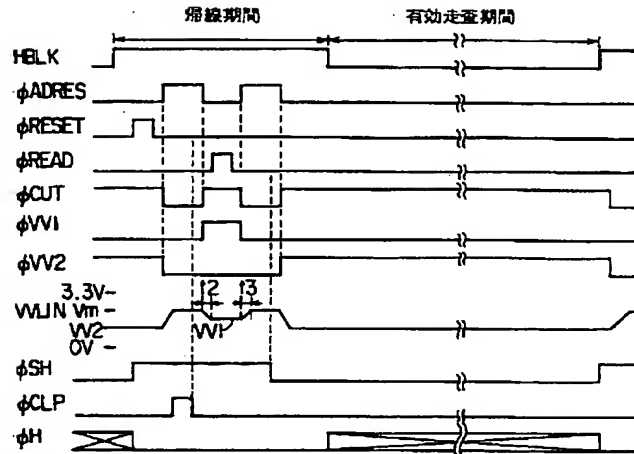 帰線期間
有効走査期間
HBLK
φADRES
φRESET
φREAD
φCUT
φVV1
φVV2
3.3V
VVLIN Vm
VV2
0V
t2
t3
VV1
φSH
φCLP
φH